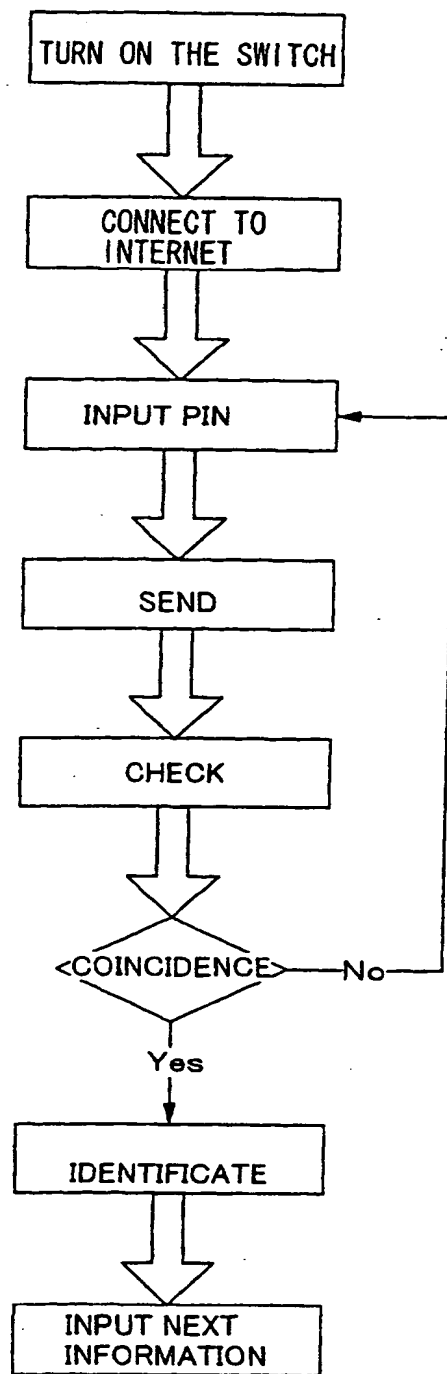 TURN ON THE SWITCH
CONNECT TO
INTERNET
INPUT PIN
SEND
CHECK
<COINCIDENCE>
No
Yes
IDENTIFICATE
INPUT NEXT
INFORMATION